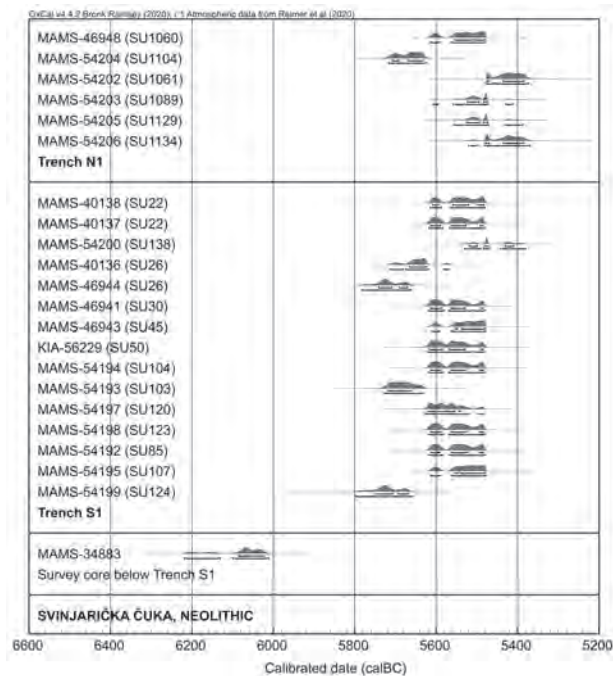 OxCal v4.4.2 Bronk Ramsey (2020); r:1 Atmospheric data from Reimer et al (2020)
MAMS-46948 (SU1060)
MAMS-54204 (SU1104)
MAMS-54202 (SU1061)
MAMS-54203 (SU1089)
MAMS-54205 (SU1129)
MAMS-54206 (SU1134)
Trench N1
MAMS-40138 (SU22)
MAMS-40137 (SU22)
MAMS-54200 (SU138)
MAMS-40136 (SU26)
MAMS-46944 (SU26)
MAMS-46941 (SU30)
MAMS-46943 (SU45)
KIA-56229 (SU50)
MAMS-54194 (SU104)
MAMS-54193 (SU103)
MAMS-54197 (SU120)
MAMS-54198 (SU123)
MAMS-54192 (SU85)
MAMS-54195 (SU107)
MAMS-54199 (SU124)
Trench S1
MAMS-34883
Survey core below Trench S1
SVINJARIČKA ČUKA, NEOLITHIC
6600 6400 6200 6000 5800 5600 5400 5200
Calibrated date (calBC)